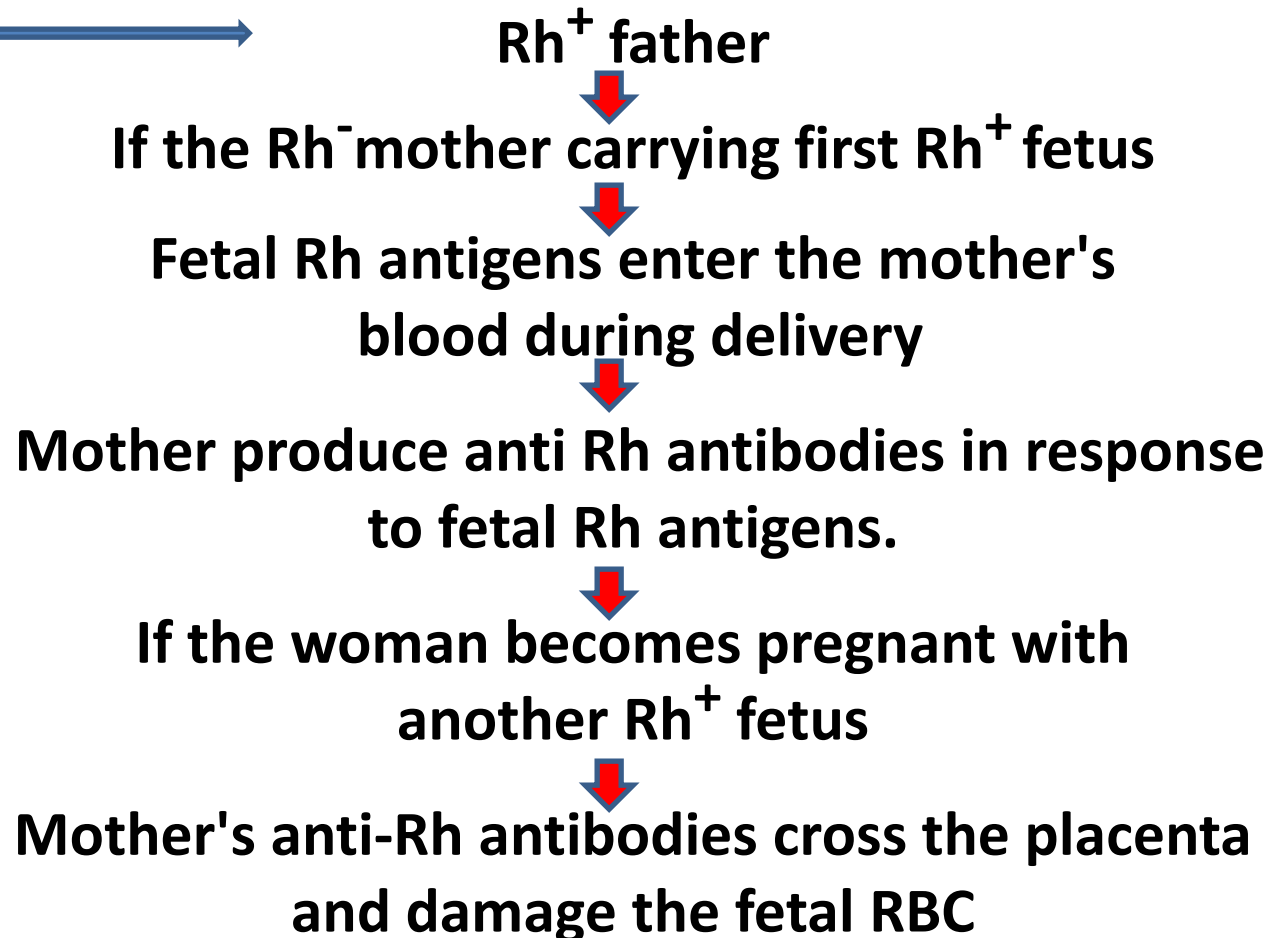 Rh⁺ father
If the Rh⁻mother carrying first Rh⁺ fetus
Fetal Rh antigens enter the mother's
blood during delivery
Mother produce anti Rh antibodies in response
to fetal Rh antigens.
If the woman becomes pregnant with
another Rh⁺ fetus
Mother's anti-Rh antibodies cross the placenta
and damage the fetal RBC